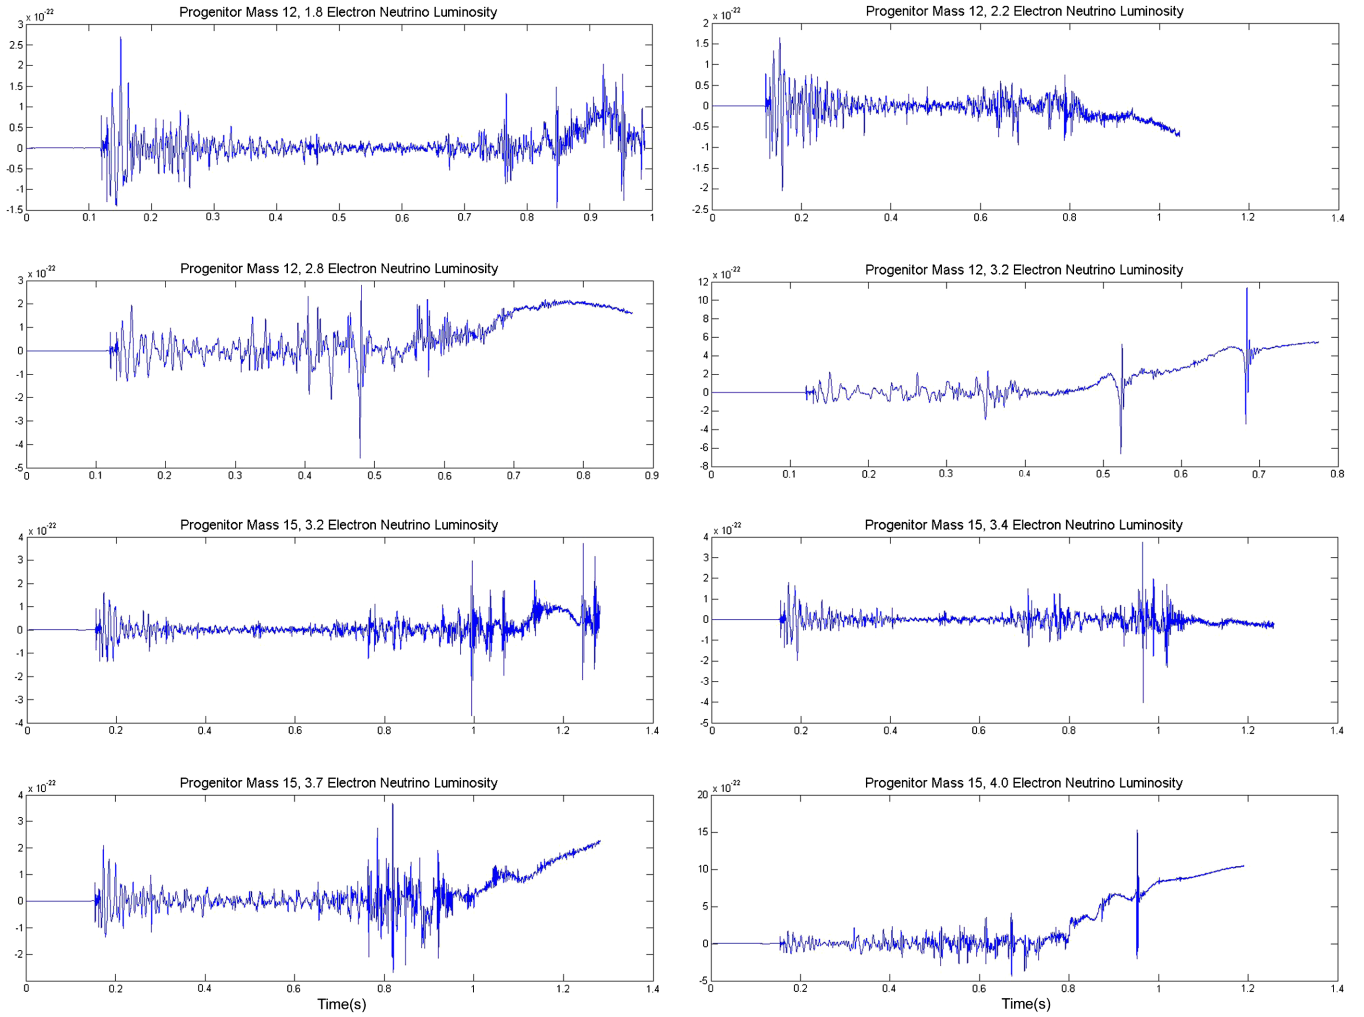 Progenitor Mass 12, 1.8 Electron Neutrino Luminosity
x 10-22
3
2.5
2
1.5
1
0.5
0
-0.5
-1
-1.5
0 0.1 0.2 0.3 0.4 0.5 0.6 0.7 0.8 0.9 1
Progenitor Mass 12, 2.2 Electron Neutrino Luminosity
x 10-22
2
1.5
1
0.5
0
-0.5
-1
-1.5
-2
-2.5
0 0.2 0.4 0.6 0.8 1 1.2 1.4
Progenitor Mass 12, 2.8 Electron Neutrino Luminosity
x 10-22
3
2
1
0
-1
-2
-3
-4
-5
0 0.1 0.2 0.3 0.4 0.5 0.6 0.7 0.8 0.9
Progenitor Mass 12, 3.2 Electron Neutrino Luminosity
x 10-22
12
10
8
6
4
2
0
-2
-4
-6
-8
0 0.1 0.2 0.3 0.4 0.5 0.6 0.7 0.8
Progenitor Mass 15, 3.2 Electron Neutrino Luminosity
x 10-22
4
3
2
1
0
-1
-2
-3
-4
0 0.2 0.4 0.6 0.8 1 1.2 1.4
Progenitor Mass 15, 3.4 Electron Neutrino Luminosity
x 10-22
4
3
2
1
0
-1
-2
-3
-4
-5
0 0.2 0.4 0.6 0.8 1 1.2 1.4
Progenitor Mass 15, 3.7 Electron Neutrino Luminosity
x 10-22
4
3
2
1
0
-1
-2
0 0.2 0.4 0.6 0.8 1 1.2 1.4
Time(s)
Progenitor Mass 15, 4.0 Electron Neutrino Luminosity
x 10-22
20
15
10
5
0
-5
0 0.2 0.4 0.6 0.8 1 1.2 1.4
Time(s)